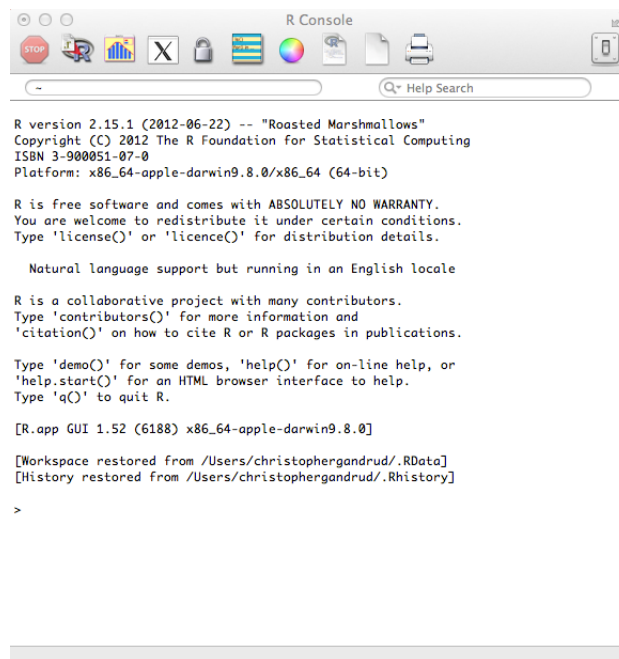 R Console
STOP
R
X
R
~
Help Search
R version 2.15.1 (2012-06-22) -- "Roasted Marshmallows"
Copyright (C) 2012 The R Foundation for Statistical Computing
ISBN 3-900051-07-0
Platform: x86_64-apple-darwin9.8.0/x86_64 (64-bit)
R is free software and comes with ABSOLUTELY NO WARRANTY.
You are welcome to redistribute it under certain conditions.
Type 'license()' or 'licence()' for distribution details.
Natural language support but running in an English locale
R is a collaborative project with many contributors.
Type 'contributors()' for more information and
'citation()' on how to cite R or R packages in publications.
Type 'demo()' for some demos, 'help()' for on-line help, or
'help.start()' for an HTML browser interface to help.
Type 'q()' to quit R.
[R.app GUI 1.52 (6188) x86_64-apple-darwin9.8.0]
[Workspace restored from /Users/christophergandrud/.RData]
[History restored from /Users/christophergandrud/.Rhistory]
>